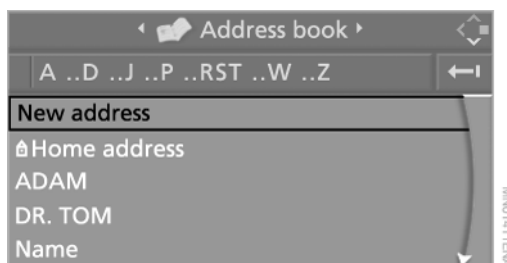 Address book
A ..D ..J ..P ..RST ..W ..Z
New address
Home address
ADAM
DR. TOM
Name